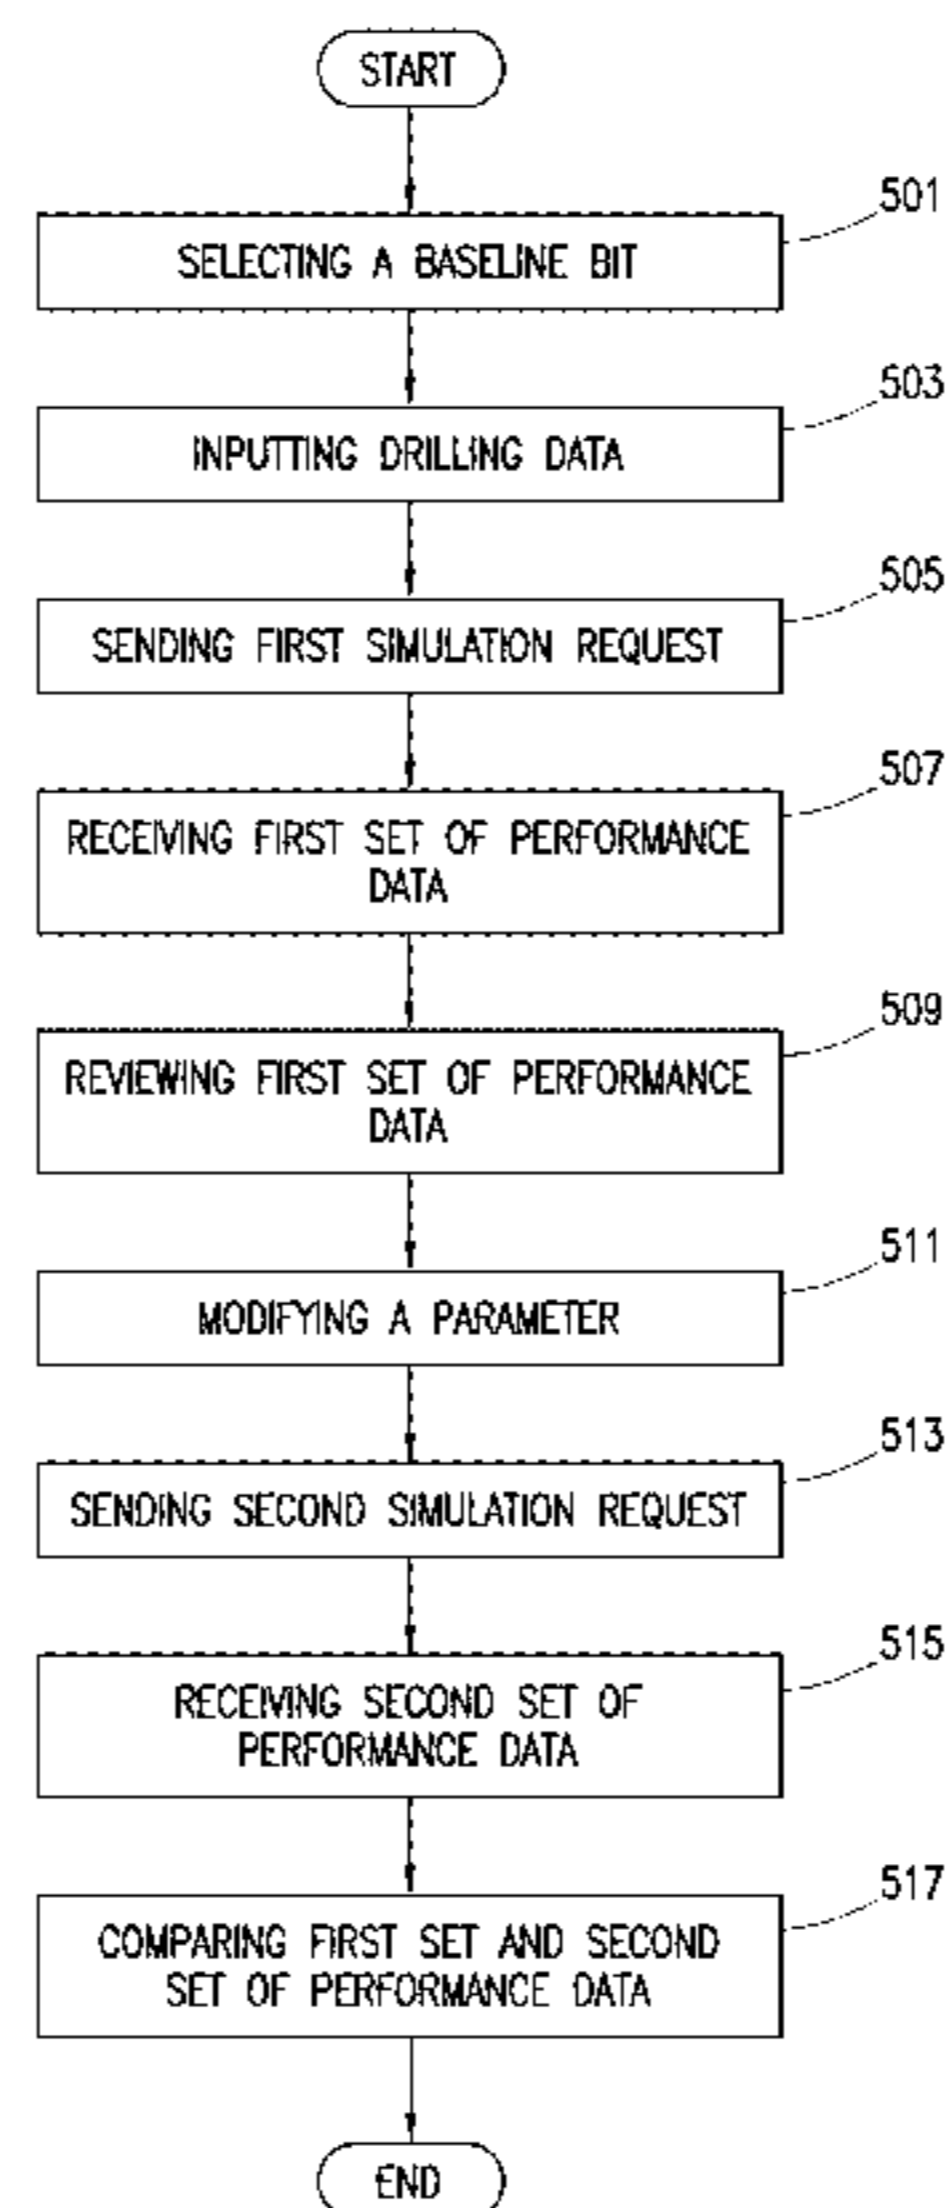 START
501
SELECTING A BASELINE BIT
503
INPUTTING DRILLING DATA
505
SENDING FIRST SIMULATION REQUEST
507
RECEIVING FIRST SET OF PERFORMANCE
DATA
509
REVIEWING FIRST SET OF PERFORMANCE
DATA
511
MODIFYING A PARAMETER
513
SENDING SECOND SIMULATION REQUEST
515
RECEIVING SECOND SET OF
PERFORMANCE DATA
517
COMPARING FIRST SET AND SECOND
SET OF PERFORMANCE DATA
END